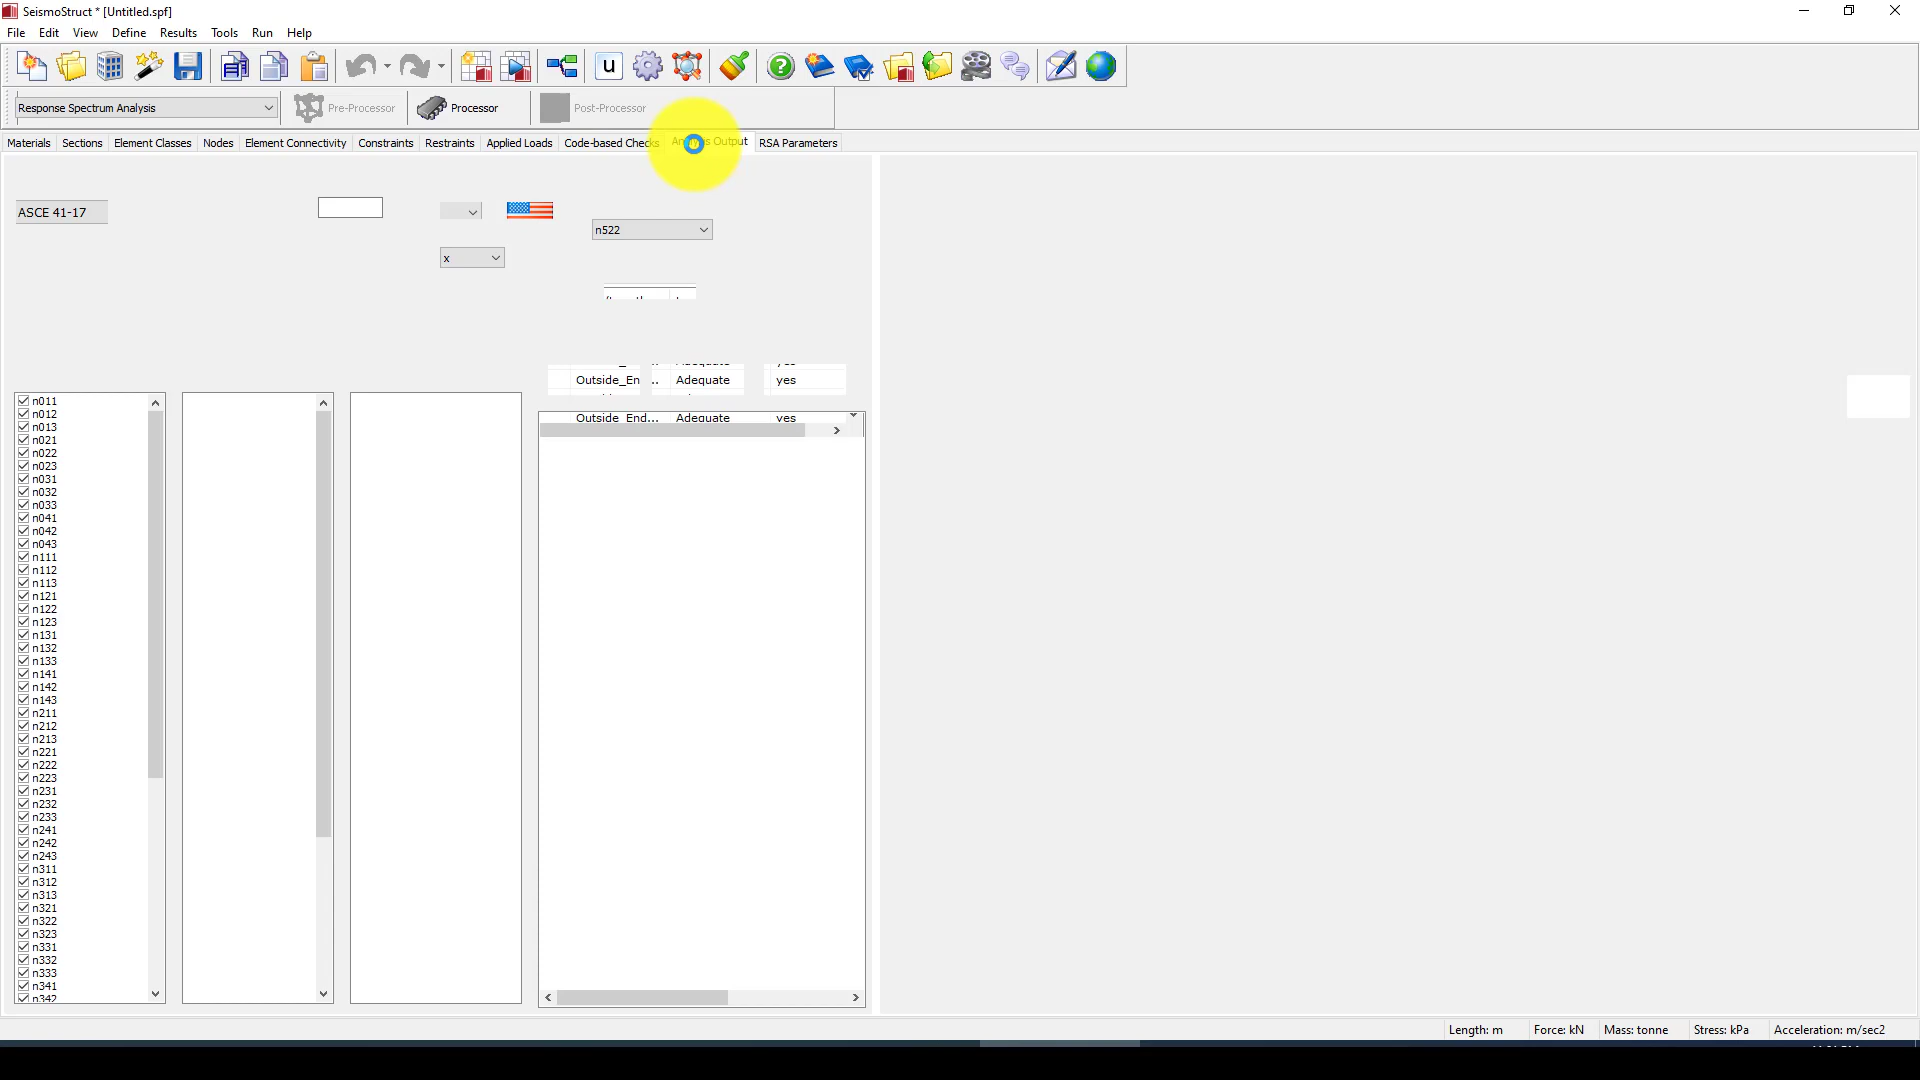 SeismoStruct * [Untitled.spf]
File Edit View Define Results Tools Run Help
u
Response Spectrum Analysis Pre-Processor Processor Post-Processor
Materials Sections Element Classes Nodes Element Connectivity Constraints Restraints Applied Loads Code-based Checks Analysis Output RSA Parameters
ASCE 41-17
n522
x
Outside_En .. Adequate yes
Outside_End... Adequate yes
n011
n012
n013
n021
n022
n023
n031
n032
n033
n041
n042
n043
n111
n112
n113
n121
n122
n123
n131
n132
n133
n141
n142
n143
n211
n212
n213
n221
n222
n223
n231
n232
n233
n241
n242
n243
n311
n312
n313
n321
n322
n323
n331
n332
n333
n341
n342
Length: m Force: kN Mass: tonne Stress: kPa Acceleration: m/sec2